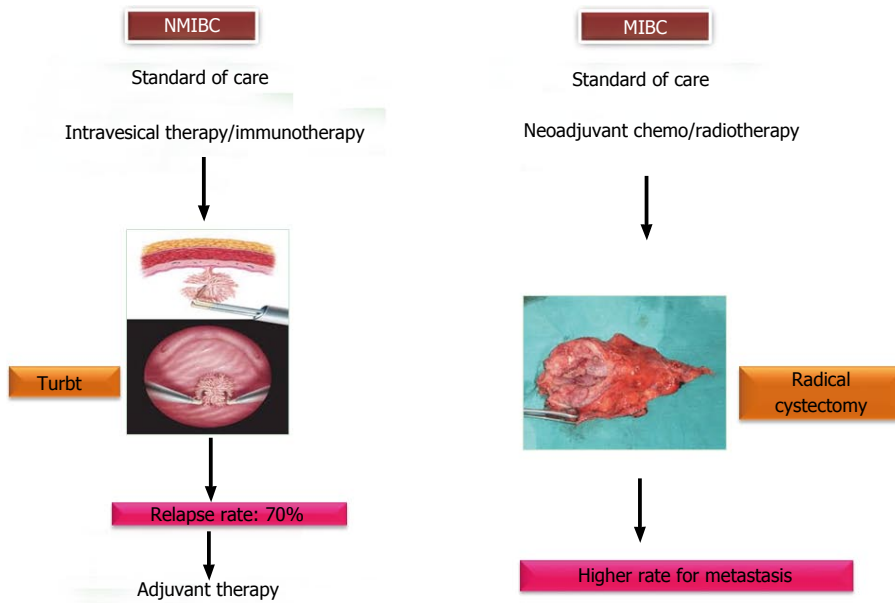 NMIBC
Standard of care
Intravesical therapy/immunotherapy
Turbt
Relapse rate: 70%
Adjuvant therapy
MIBC
Standard of care
Neoadjuvant chemo/radiotherapy
Radical
cystectomy
Higher rate for metastasis